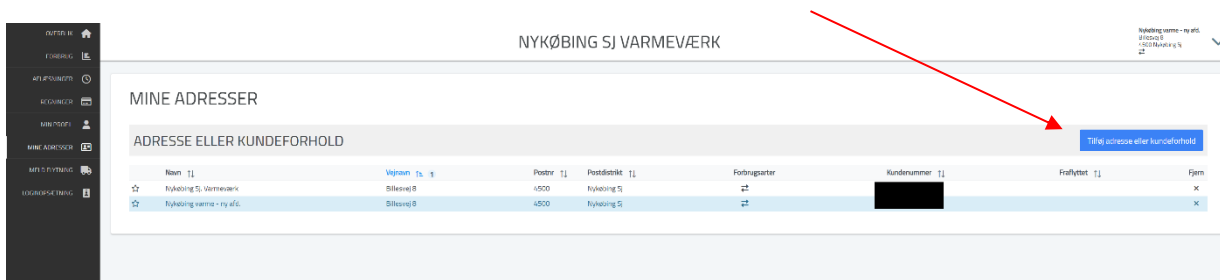 OVERBLIK
FORBRUG
AFLÆSNINGER
REGNINGER
MIN PROFIL
MINE ADRESSER
MELD FLYTNING
LOGINOPSÆTNING
NYKØBING SJ VARMEVÆRK
Nykøbing varme - ny afd.
Billesvej 8
4500 Nykøbing Sj
MINE ADRESSER
ADRESSE ELLER KUNDEFORHOLD
Tilføj adresse eller kundeforhold
Navn Vejnavn Postnr Postdistrikt Forbrugsarter Kundenummer Fraflyttet Fjern
Nykøbing Sj. Varmeværk Billesvej 8 4500 Nykøbing Sj
Nykøbing varme - ny afd. Billesvej 8 4500 Nykøbing Sj